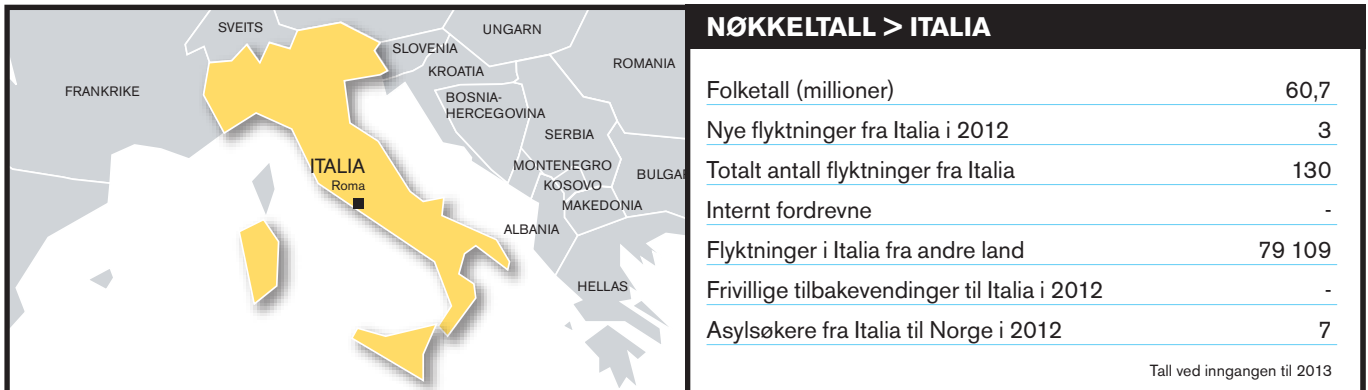 SVEITS
UNGARN
SLOVENIA
KROATIA
ROMANIA
FRANKRIKE
BOSNIA-
HERCEGOVINA
SERBIA
ITALIA
Roma
MONTENEGRO
BULGAR
KOSOVO
MAKEDONIA
ALBANIA
HELLAS
NØKKELTALL > ITALIA
Folketall (millioner) 60,7
Nye flyktninger fra Italia i 2012 3
Totalt antall flyktninger fra Italia 130
Internt fordrevne -
Flyktninger i Italia fra andre land 79 109
Frivillige tilbakevendinger til Italia i 2012 -
Asylsøkere fra Italia til Norge i 2012 7
Tall ved inngangen til 2013